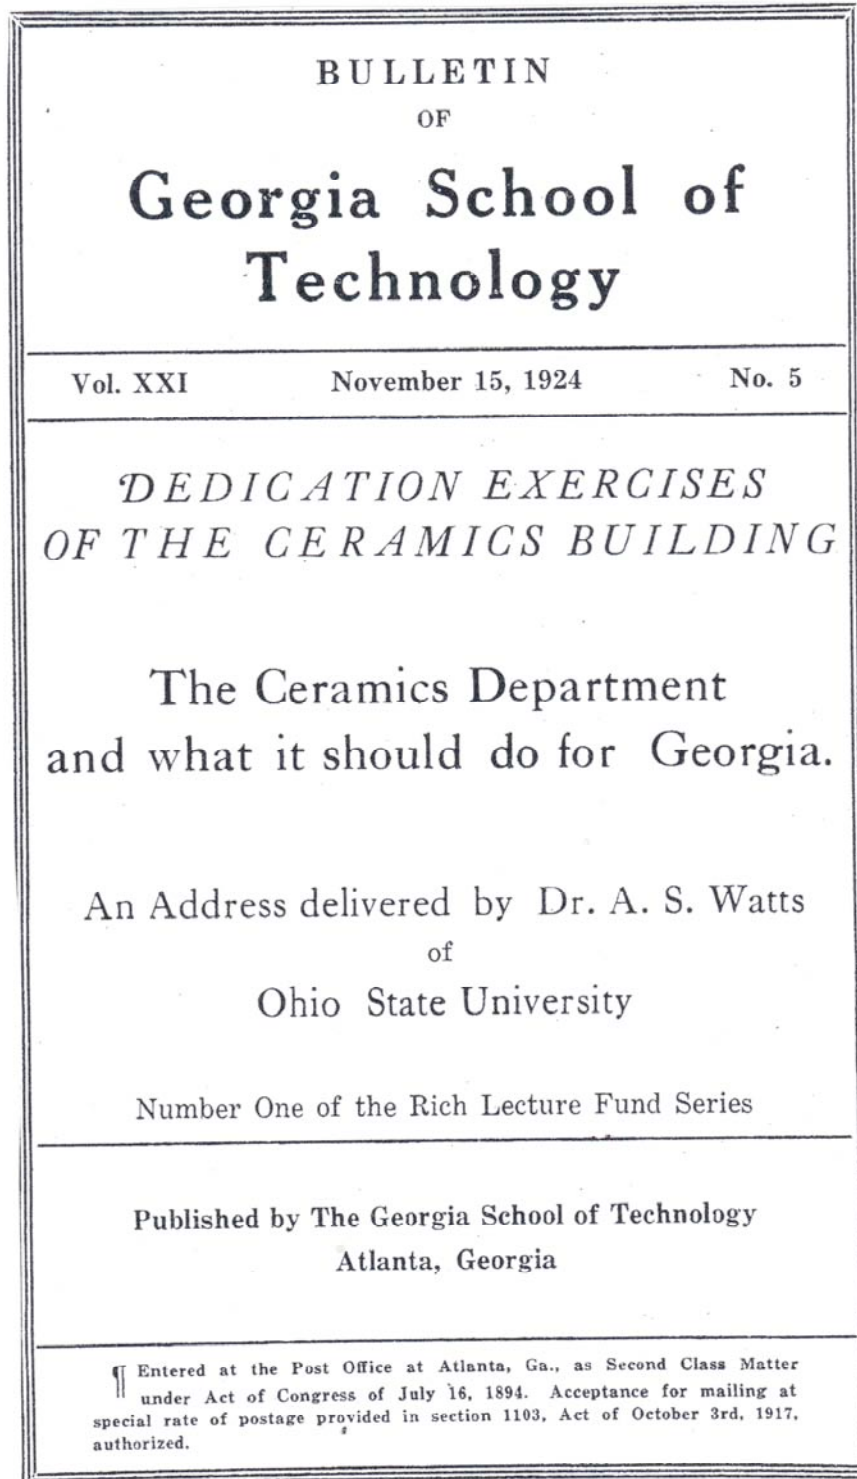 BULLETIN
OF
Georgia School of
Technology
Vol. XXI November 15, 1924 No. 5
DEDICATION EXERCISES
OF THE CERAMICS BUILDING
The Ceramics Department
and what it should do for Georgia.
An Address delivered by Dr. A. S. Watts
of
Ohio State University
Number One of the Rich Lecture Fund Series
Published by The Georgia School of Technology
Atlanta, Georgia
¶ Entered at the Post Office at Atlanta, Ga., as Second Class Matter
under Act of Congress of July 16, 1894. Acceptance for mailing at
special rate of postage provided in section 1103, Act of October 3rd, 1917,
authorized.